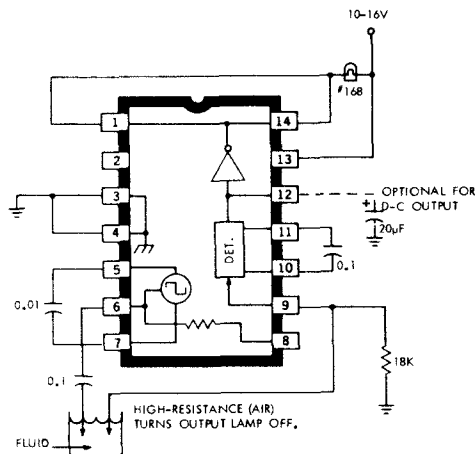 10-16V
#168
1
14
2
13
3
12
OPTIONAL FOR
D-C OUTPUT
+
20µF
4
11
DET.
0.1
5
10
0.01
6
9
7
8
18K
0.1
HIGH-RESISTANCE (AIR)
TURNS OUTPUT LAMP OFF.
FLUID